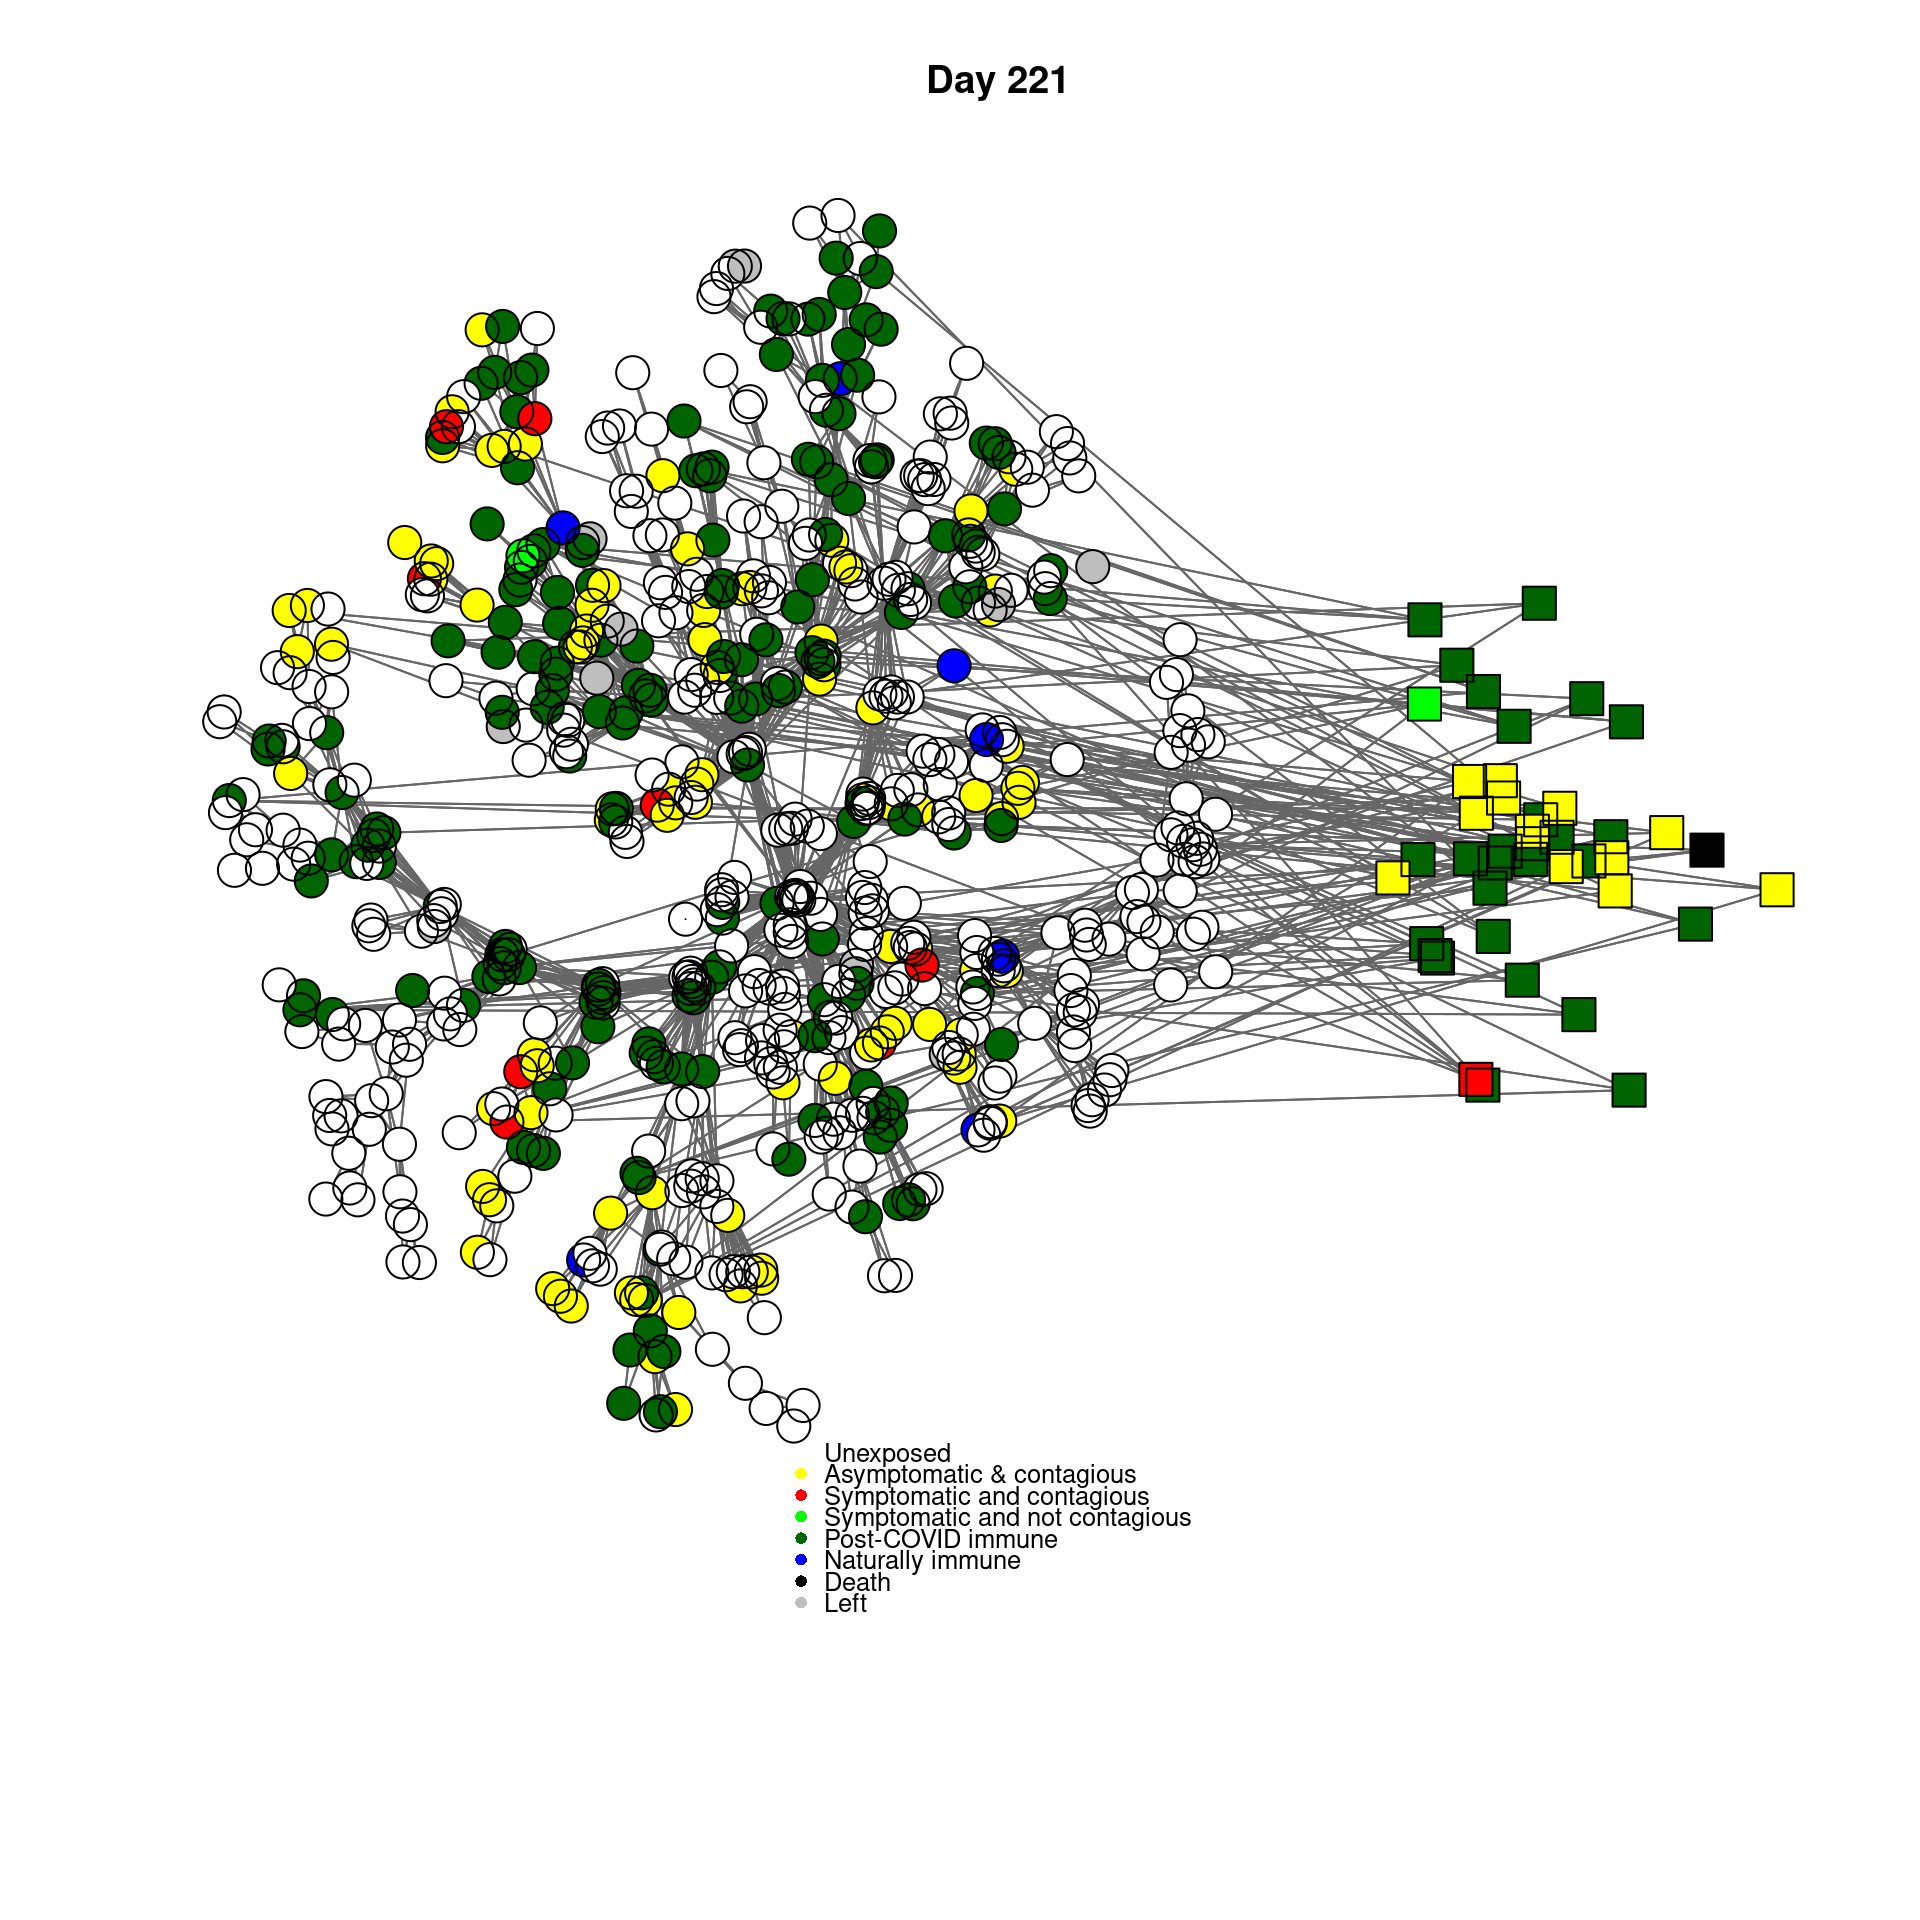 Day 221
Unexposed
Asymptomatic & contagious
Symptomatic and contagious
Symptomatic and not contagious
Post-COVID immune
Naturally immune
Death
Left